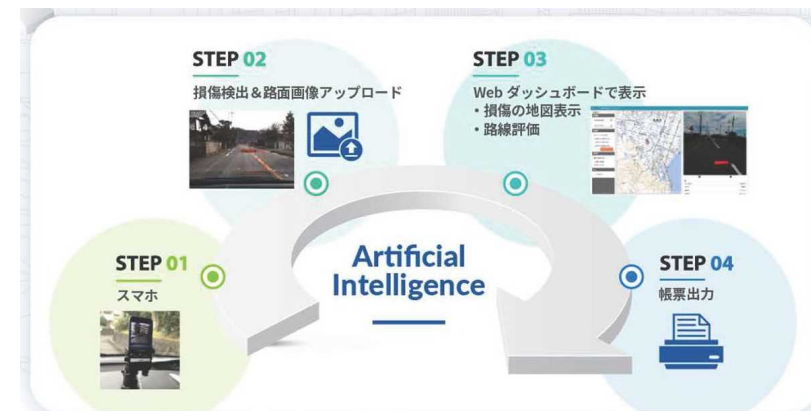 STEP 01
スマホ
STEP 02
損傷検出＆路面画像アップロード
STEP 03
Web ダッシュボードで表示
・損傷の地図表示
・路線評価
STEP 04
帳票出力
Artificial
Intelligence